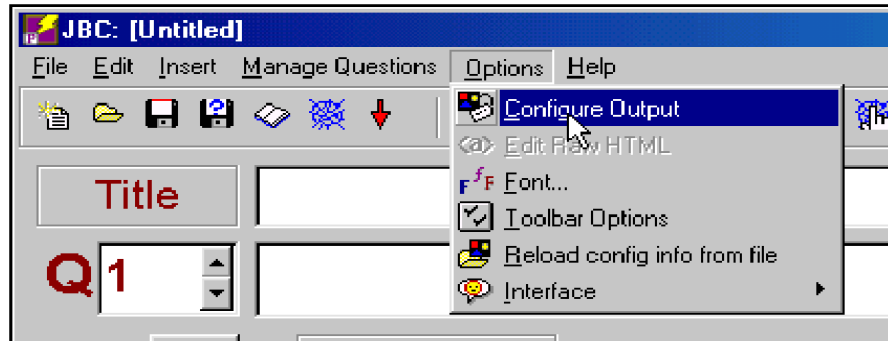 JBC: [Untitled]
File Edit Insert Manage Questions Options Help
Configure Output
<a> Edit Raw HTML
F f F Font...
Toolbar Options
Title
Reload config info from file
Q 1
Interface